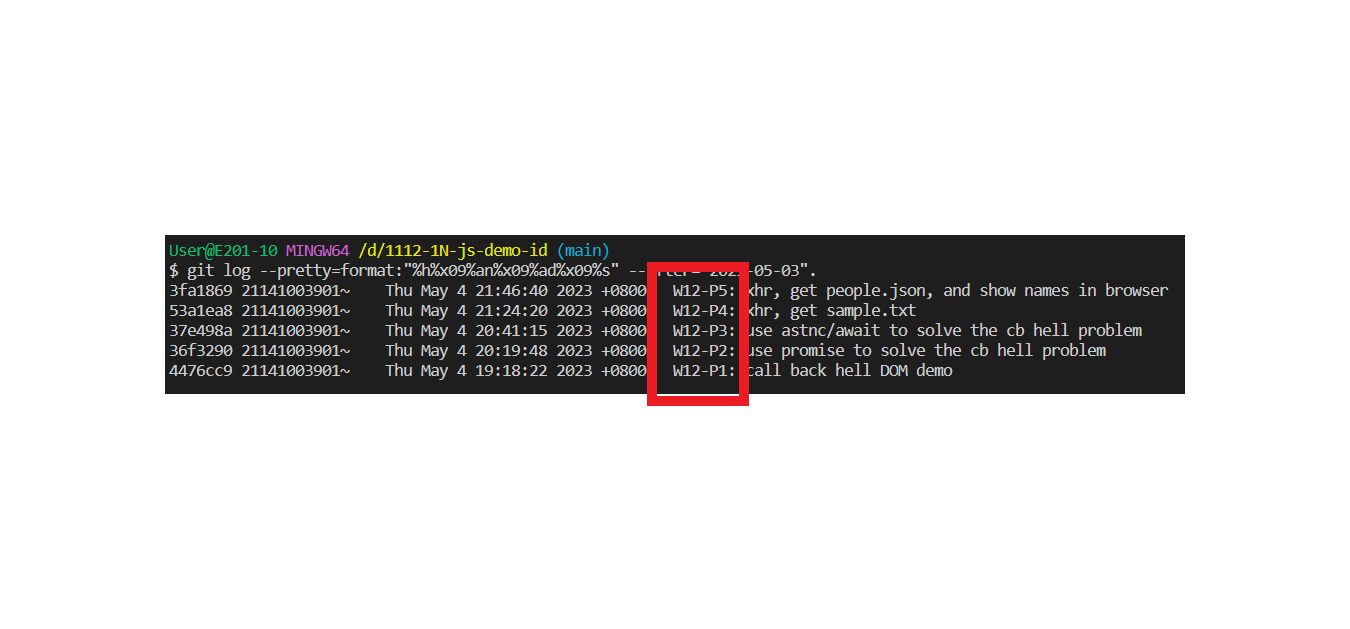 User@E201-10 MINGW64 /d/1112-1N-js-demo-id (main)
$ git log --pretty=format:"%h%x09%an%x09%ad%x09%s" -- -05-03".
3fa1869 21141003901~ Thu May 4 21:46:40 2023 +0800 W12-P5: xhr, get people.json, and show names in browser
53a1ea8 21141003901~ Thu May 4 21:24:20 2023 +0800 W12-P4: xhr, get sample.txt
37e498a 21141003901~ Thu May 4 20:41:15 2023 +0800 W12-P3: use astnc/await to solve the cb hell problem
36f3290 21141003901~ Thu May 4 20:19:48 2023 +0800 W12-P2: use promise to solve the cb hell problem
4476cc9 21141003901~ Thu May 4 19:18:22 2023 +0800 W12-P1: call back hell DOM demo